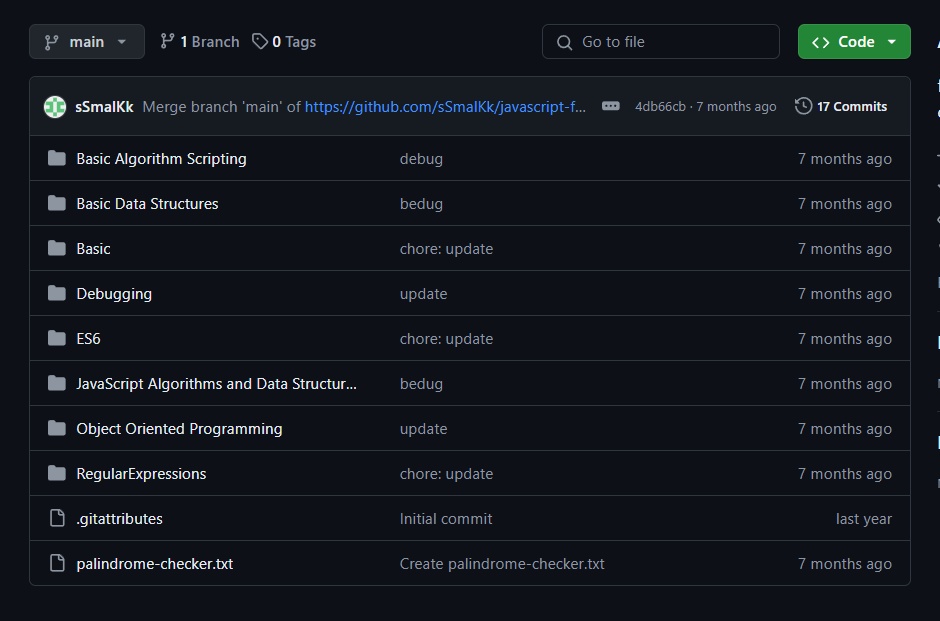 main 1 Branch 0 Tags Go to file Code
sSmalKk Merge branch 'main' of https://github.com/sSmalKk/javascript-f... 4db66cb · 7 months ago 17 Commits
Basic Algorithm Scripting debug 7 months ago
Basic Data Structures bedug 7 months ago
Basic chore: update 7 months ago
Debugging update 7 months ago
ES6 chore: update 7 months ago
JavaScript Algorithms and Data Structur... bedug 7 months ago
Object Oriented Programming update 7 months ago
RegularExpressions chore: update 7 months ago
.gitattributes Initial commit last year
palindrome-checker.txt Create palindrome-checker.txt 7 months ago